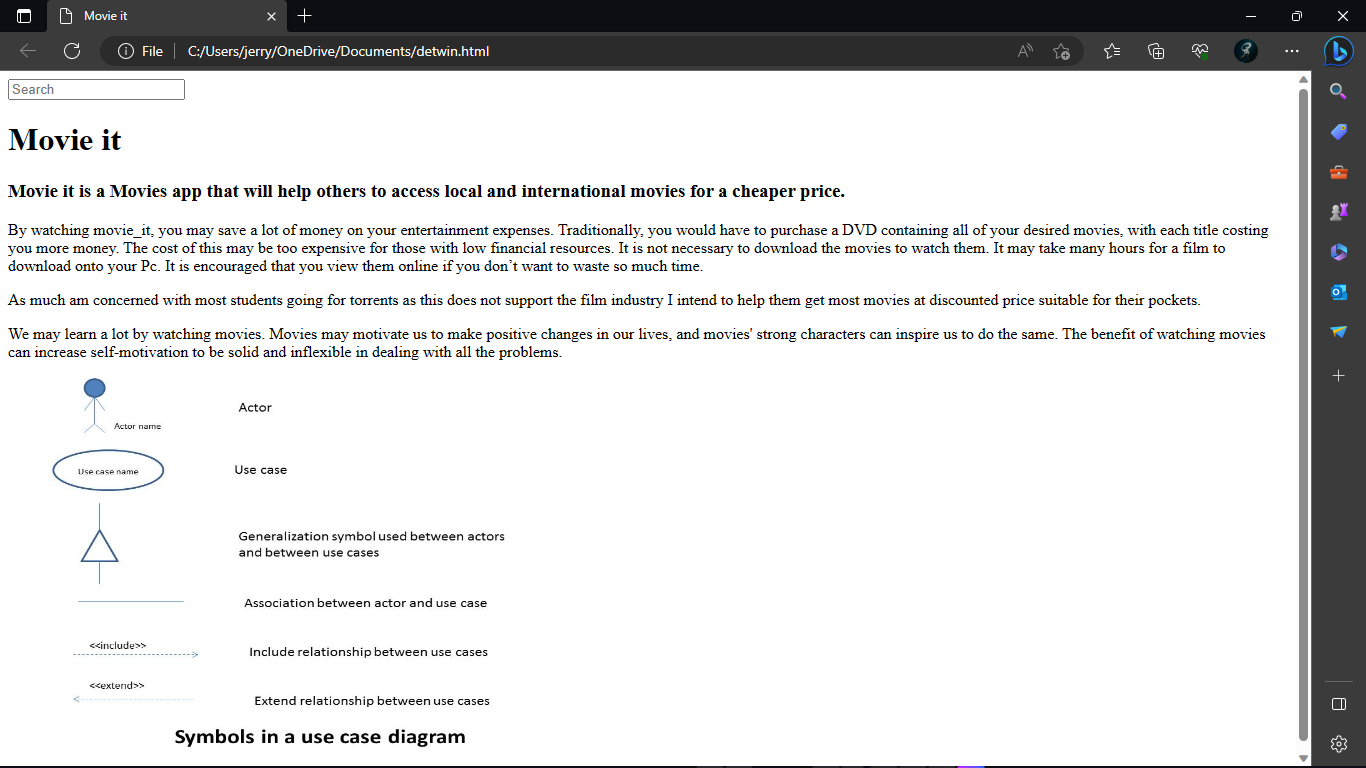 Movie it
File
C:/Users/jerry/OneDrive/Documents/detwin.html
Search
Movie it
Movie it is a Movies app that will help others to access local and international movies for a cheaper price.
By watching movie_it, you may save a lot of money on your entertainment expenses. Traditionally, you would have to purchase a DVD containing all of your desired movies, with each title costing
you more money. The cost of this may be too expensive for those with low financial resources. It is not necessary to download the movies to watch them. It may take many hours for a film to
download onto your Pc. It is encouraged that you view them online if you don’t want to waste so much time.
As much am concerned with most students going for torrents as this does not support the film industry I intend to help them get most movies at discounted price suitable for their pockets.
We may learn a lot by watching movies. Movies may motivate us to make positive changes in our lives, and movies' strong characters can inspire us to do the same. The benefit of watching movies
can increase self-motivation to be solid and inflexible in dealing with all the problems.
Actor
Actor name
Use case name
Use case
Generalization symbol used between actors
and between use cases
Association between actor and use case
<<include>>
Include relationship between use cases
<<extend>>
Extend relationship between use cases
Symbols in a use case diagram